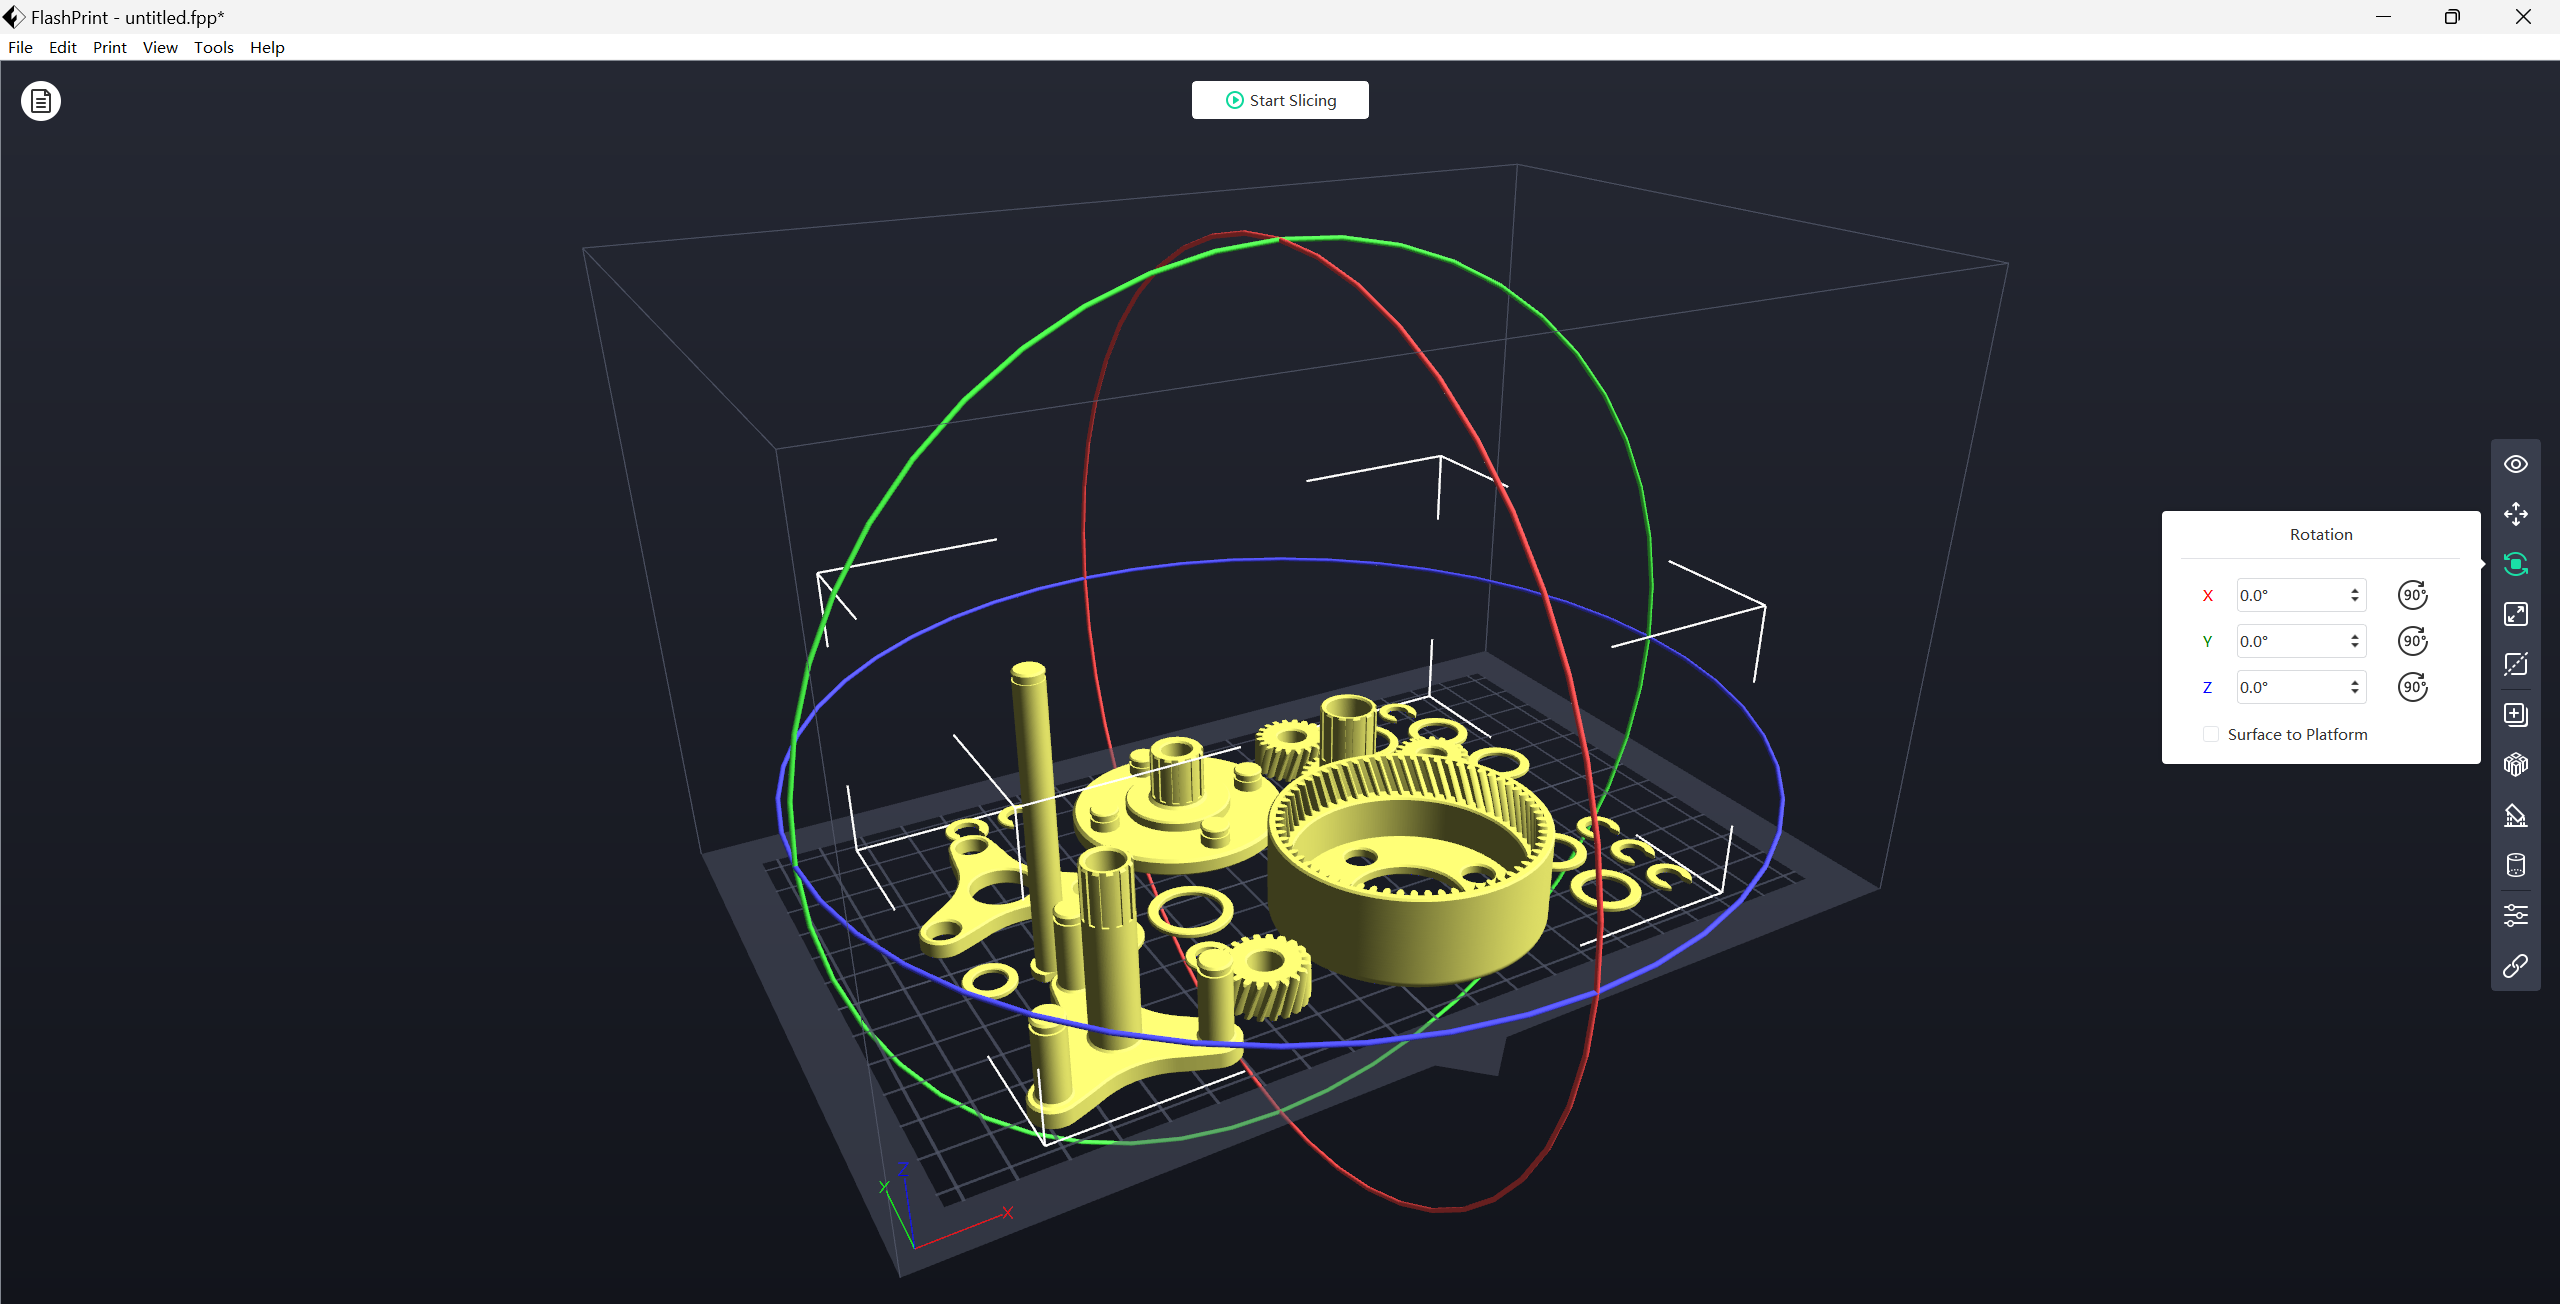 FlashPrint - untitled.fpp*
File Edit Print View Tools Help
Start Slicing
Rotation
X 0.0° 90°
Y 0.0° 90°
Z 0.0° 90°
Surface to Platform
Z
Y
X